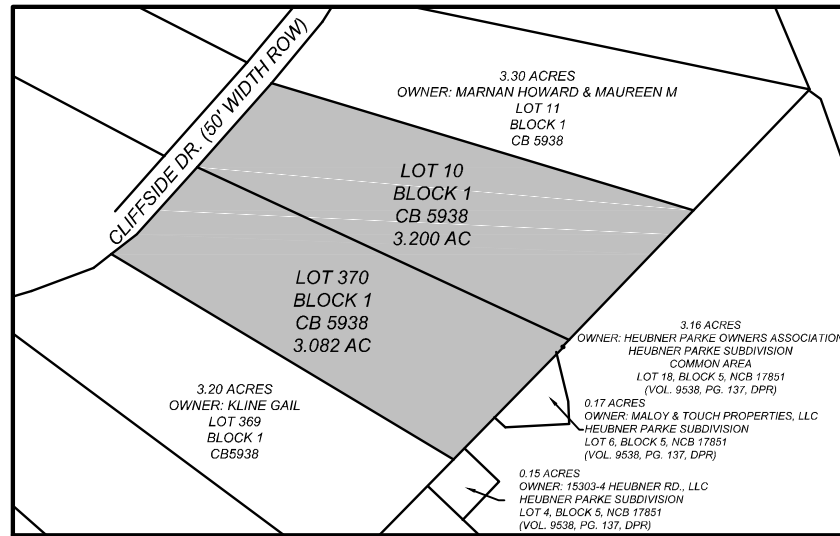 CLIFFSIDE DR. (50' WIDTH ROW)
3.30 ACRES
OWNER: MARNAN HOWARD & MAUREEN M
LOT 11
BLOCK 1
CB 5938
LOT 10
BLOCK 1
CB 5938
3.200 AC
LOT 370
BLOCK 1
CB 5938
3.082 AC
3.20 ACRES
OWNER: KLINE GAIL
LOT 369
BLOCK 1
CB5938
3.16 ACRES
OWNER: HEUBNER PARKE OWNERS ASSOCIATION
HEUBNER PARKE SUBDIVISION
COMMON AREA
LOT 18, BLOCK 5, NCB 17851
(VOL. 9538, PG. 137, DPR)
0.17 ACRES
OWNER: MALOY & TOUCH PROPERTIES, LLC
HEUBNER PARKE SUBDIVISION
LOT 6, BLOCK 5, NCB 17851
(VOL. 9538, PG. 137, DPR)
0.15 ACRES
OWNER: 15303-4 HEUBNER RD., LLC
HEUBNER PARKE SUBDIVISION
LOT 4, BLOCK 5, NCB 17851
(VOL. 9538, PG. 137, DPR)